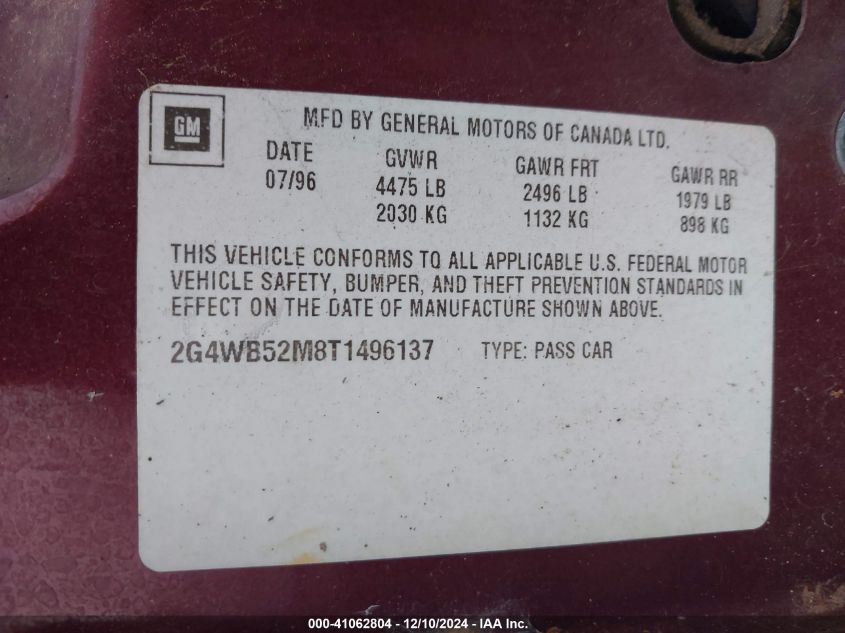 GM
MFD BY GENERAL MOTORS OF CANADA LTD.
DATE GVWR GAWR FRT GAWR RR
07/96 4475 LB 2496 LB 1979 LB
2030 KG 1132 KG 898 KG
THIS VEHICLE CONFORMS TO ALL APPLICABLE U.S. FEDERAL MOTOR
VEHICLE SAFETY, BUMPER, AND THEFT PREVENTION STANDARDS IN
EFFECT ON THE DATE OF MANUFACTURE SHOWN ABOVE.
2G4WB52M8T1496137 TYPE: PASS CAR
000-41062804 - 12/10/2024 - IAA Inc.